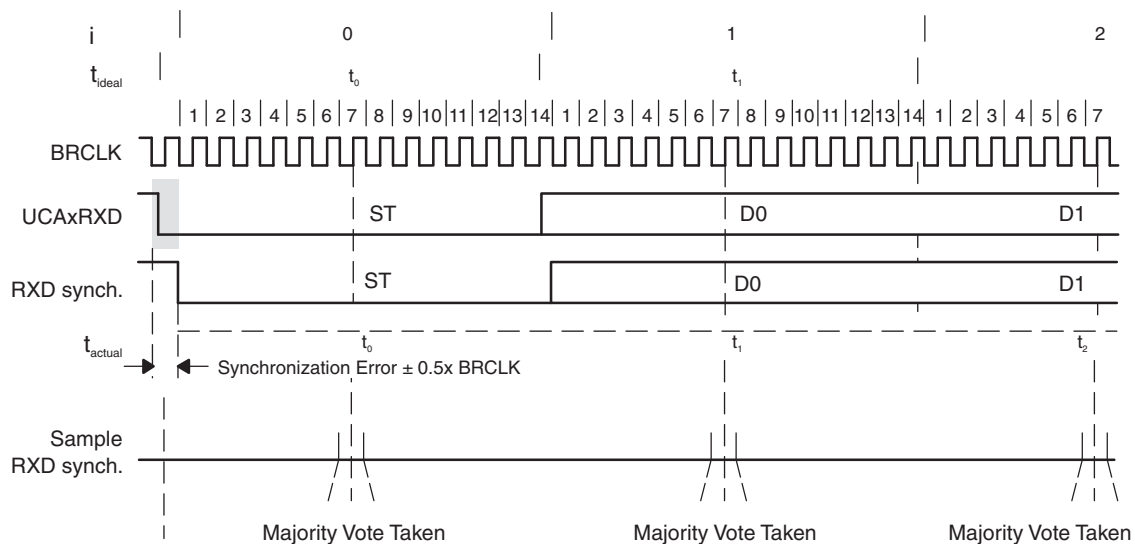 i 0 1 2
tideal t0 t1
1 2 3 4 5 6 7 8 9 10 11 12 13 14 1 2 3 4 5 6 7 8 9 10 11 12 13 14 1 2 3 4 5 6 7
BRCLK
UCAxRXD ST D0 D1
RXD synch. ST D0 D1
tactual t0 t1 t2
Synchronization Error ± 0.5x BRCLK
Sample
RXD synch.
Majority Vote Taken Majority Vote Taken Majority Vote Taken